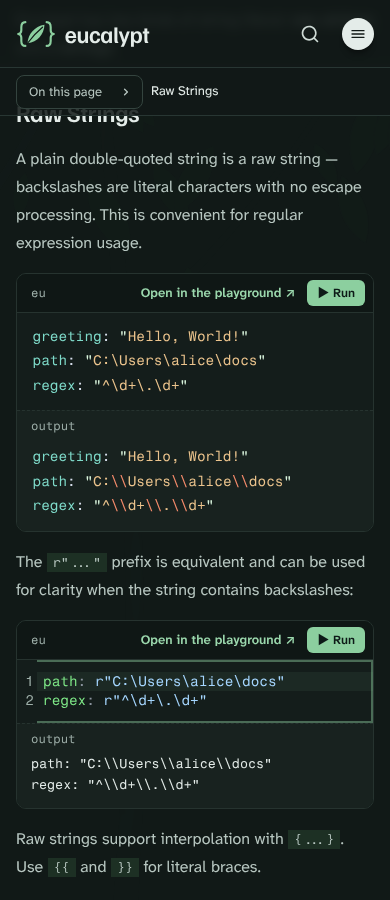 eucalypt
On this page
Raw Strings
Raw Strings
A plain double-quoted string is a raw string —
backslashes are literal characters with no escape
processing. This is convenient for regular
expression usage.
eu
Open in the playground ↗
▶ Run
greeting: "Hello, World!"
path: "C:\Users\alice\docs"
regex: "^\d+\.\d+"
output
greeting: "Hello, World!"
path: "C:\\Users\\alice\\docs"
regex: "^\\d+\\.\\d+"
The r"..." prefix is equivalent and can be used
for clarity when the string contains backslashes:
eu
Open in the playground ↗
▶ Run
1 path: r"C:\Users\alice\docs"
2 regex: r"^\d+\.\d+"
output
path: "C:\\Users\\alice\\docs"
regex: "^\\d+\\.\\d+"
Raw strings support interpolation with {...}.
Use {{ and }} for literal braces.